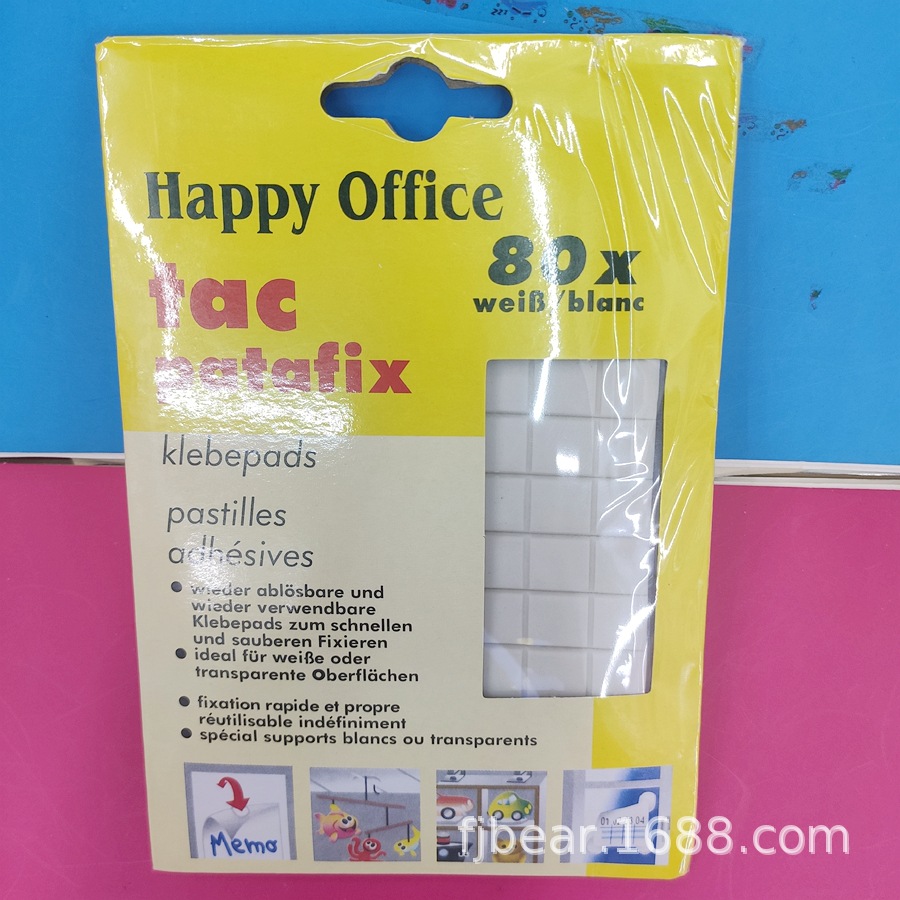 Happy Office
80x
weiß/blanc
tac
patafix
klebepads
pastilles
adhésives
• wieder ablösbare und
wieder verwendbare
Klebepads zum schnellen
und sauberen Fixieren
• ideal für weiße oder
transparente Oberflächen
• fixation rapide et propre
réutilisable indéfiniment
• spécial supports blancs ou transparents
Memo
fjbear.1688.com